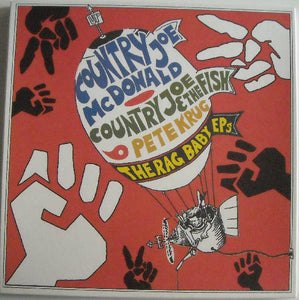 COUNTRY JOE
McDONALD
COUNTRY JOE
& THE FISH
PETE KRUG
THE RAG BABY EPs